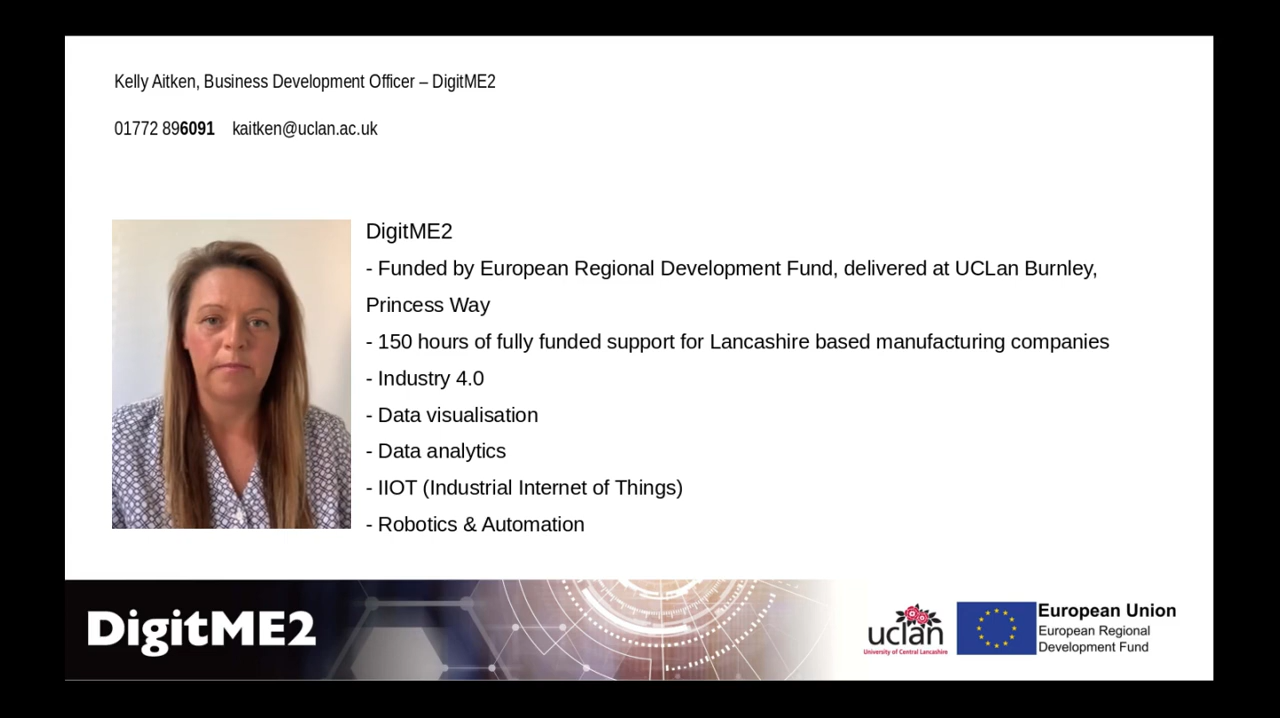 Kelly Aitken, Business Development Officer – DigitME2
01772 896091 kaitken@uclan.ac.uk
DigitME2
- Funded by European Regional Development Fund, delivered at UCLan Burnley,
Princess Way
- 150 hours of fully funded support for Lancashire based manufacturing companies
- Industry 4.0
- Data visualisation
- Data analytics
- IIOT (Industrial Internet of Things)
- Robotics & Automation
DigitME2
uclan
University of Central Lancashire
European Union
European Regional
Development Fund